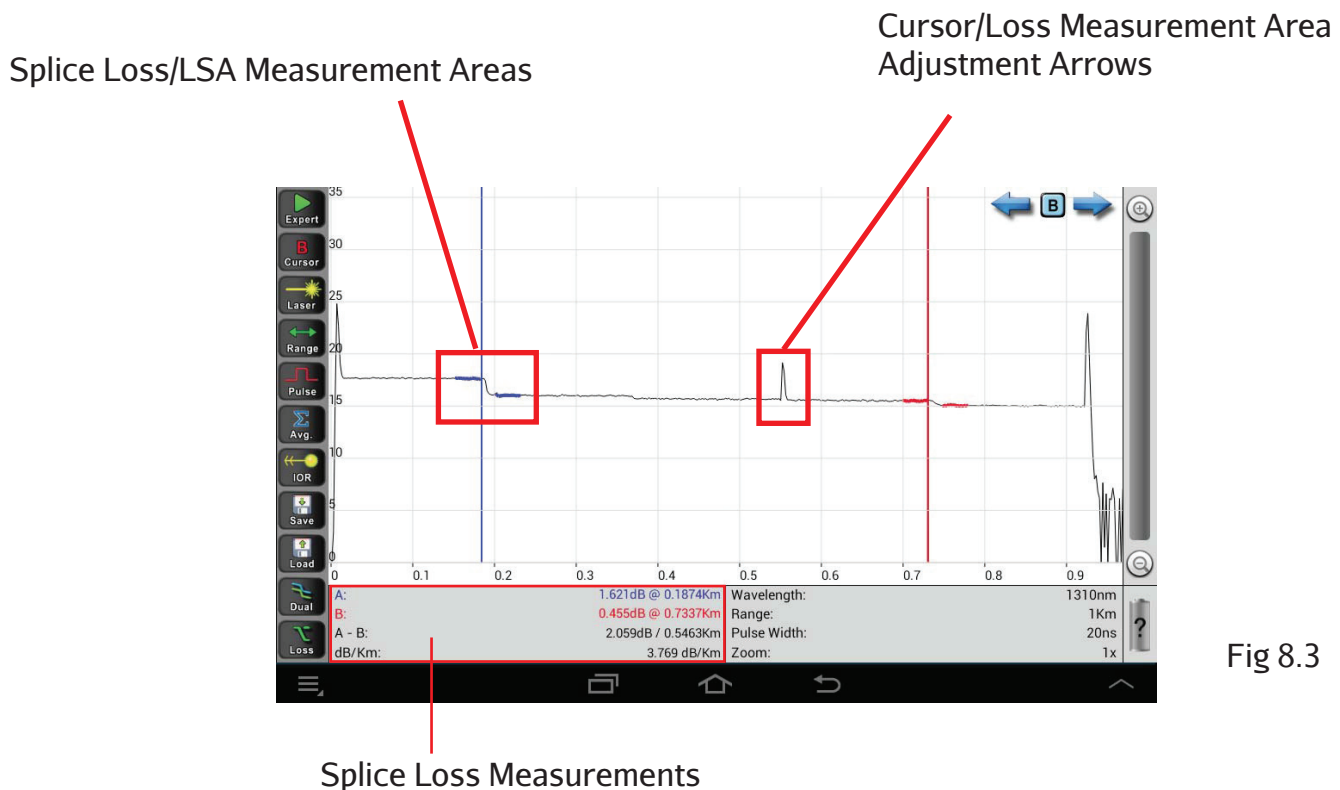 Cursor/Loss Measurement Area
Adjustment Arrows
Splice Loss/LSA Measurement Areas
Expert
B
Cursor
Laser
Range
Pulse
Σ
Avg.
IOR
Save
Load
Dual
Loss
35
30
25
20
15
10
5
0
B
0 0.1 0.2 0.3 0.4 0.5 0.6 0.7 0.8 0.9
A: 1.621dB @ 0.1874Km Wavelength: 1310nm
B: 0.455dB @ 0.7337Km Range: 1Km
A - B: 2.059dB / 0.5463Km Pulse Width: 20ns
dB/Km: 3.769 dB/Km Zoom: 1x
?
Fig 8.3
Splice Loss Measurements